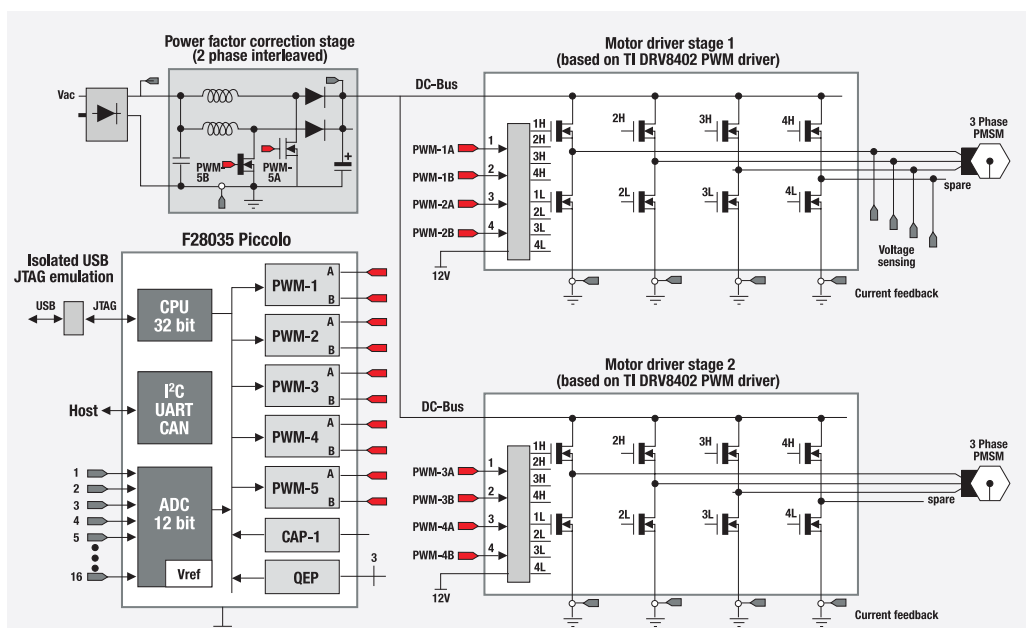 Power factor correction stage
(2 phase interleaved)
Vac
PWM-
5B
PWM-
5A
DC-Bus
Motor driver stage 1
(based on TI DRV8402 PWM driver)
PWM-1A
PWM-1B
PWM-2A
PWM-2B
1
2
3
4
1H
2H
3H
4H
1L
2L
3L
4L
12V
2H
3H
4H
2L
3L
4L
3 Phase
PMSM
spare
Voltage
sensing
Current feedback
F28035 Piccolo
Isolated USB
JTAG emulation
USB
JTAG
CPU
32 bit
I²C
UART
CAN
Host
1
2
3
4
5
16
ADC
12 bit
Vref
PWM-1
A
B
PWM-2
A
B
PWM-3
A
B
PWM-4
A
B
PWM-5
A
B
CAP-1
QEP
3
Motor driver stage 2
(based on TI DRV8402 PWM driver)
DC-Bus
PWM-3A
PWM-3B
PWM-4A
PWM-4B
1
2
3
4
1H
2H
3H
4H
1L
2L
3L
4L
12V
2H
3H
4H
2L
3L
4L
3 Phase
PMSM
spare
Current feedback